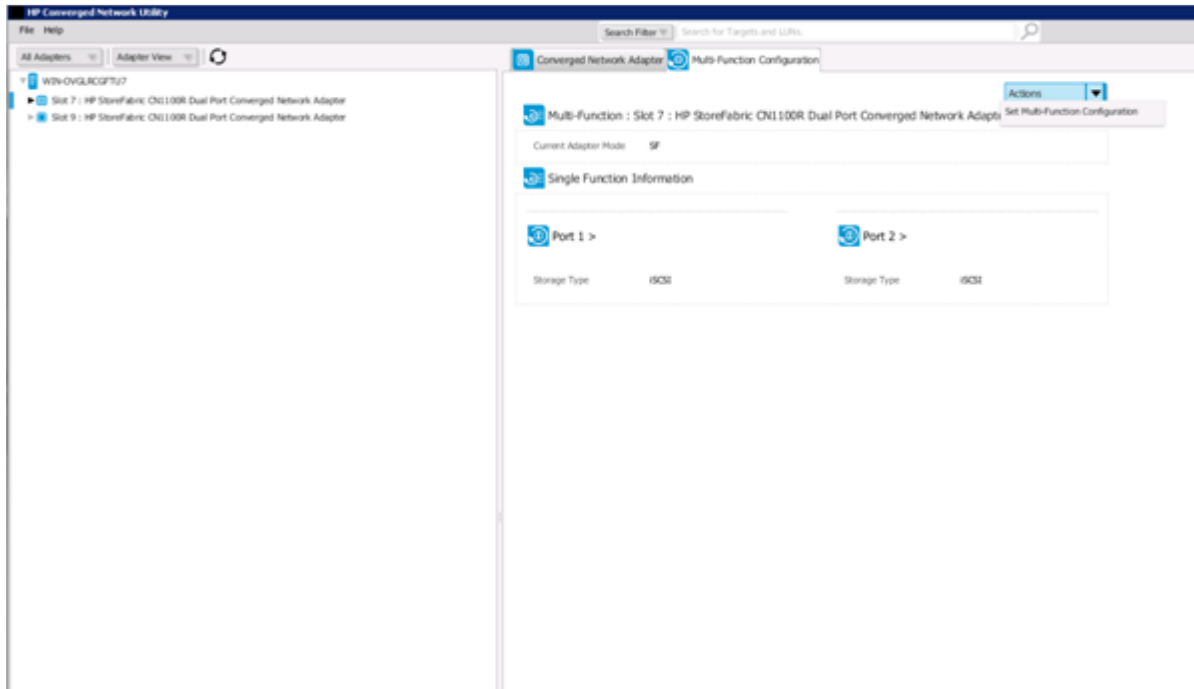 HP Converged Network Utility
File Help
Search Filter Search for Targets and LUNs.
All Adapters Adapter View
Converged Network Adapter Multi-Function Configuration
WIN-OVGLRCGFTU7
Slot 7 : HP StoreFabric CN1100R Dual Port Converged Network Adapter
Slot 9 : HP StoreFabric CN1100R Dual Port Converged Network Adapter
Actions
Set Multi-Function Configuration
Multi-Function : Slot 7 : HP StoreFabric CN1100R Dual Port Converged Network Adapt
Current Adapter Mode SF
Single Function Information
Port 1 > Port 2 >
Storage Type iSCSI Storage Type iSCSI